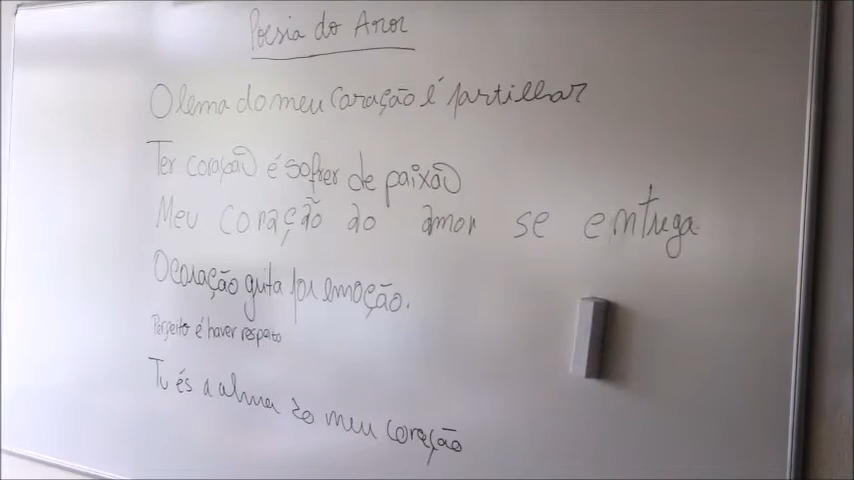 Poesia do Amor
O lema do meu coração é partilhar
Ter coração é sofrer de paixão
Meu coração ao amor se entrega
O coração grita por emoção.
Perfeito é haver respeito
Tu és a alma do meu coração